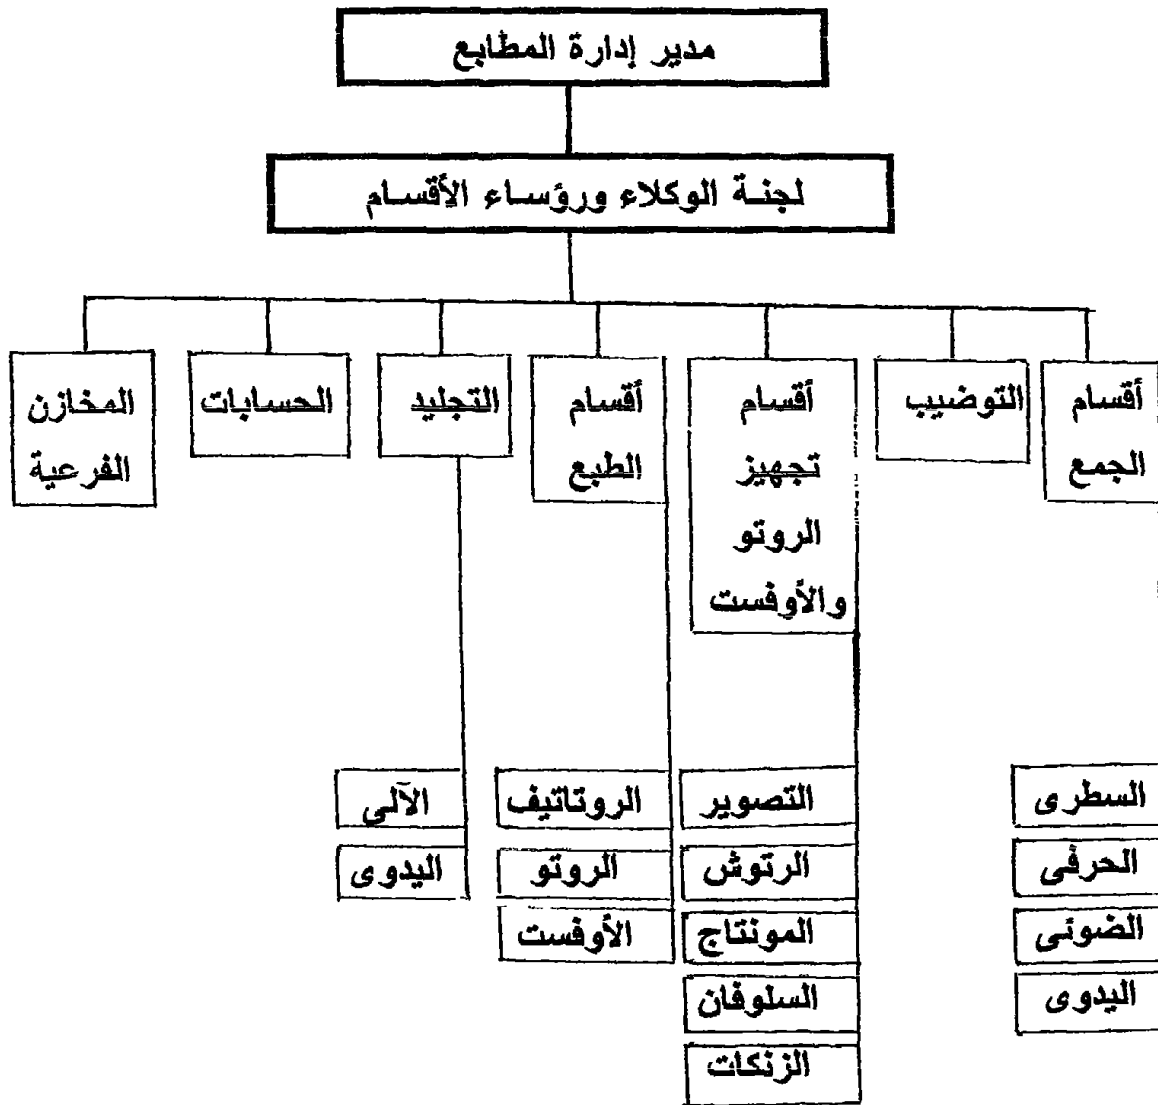 مدير إدارة المطابع
لجنة الوكلاء ورؤساء الأقسام
أقسام
الجمع
التوضيب
أقسام
تجهيز
الروتو
والأوفست
أقسام
الطبع
التجليد
الحسابات
المخازن
الفرعية
السطرى
الحرفى
الضوئى
اليدوى
التصوير
الرتوش
المونتاج
السلوفان
الزنكات
الروتاتيف
الروتو
الأوفست
الآلى
اليدوى